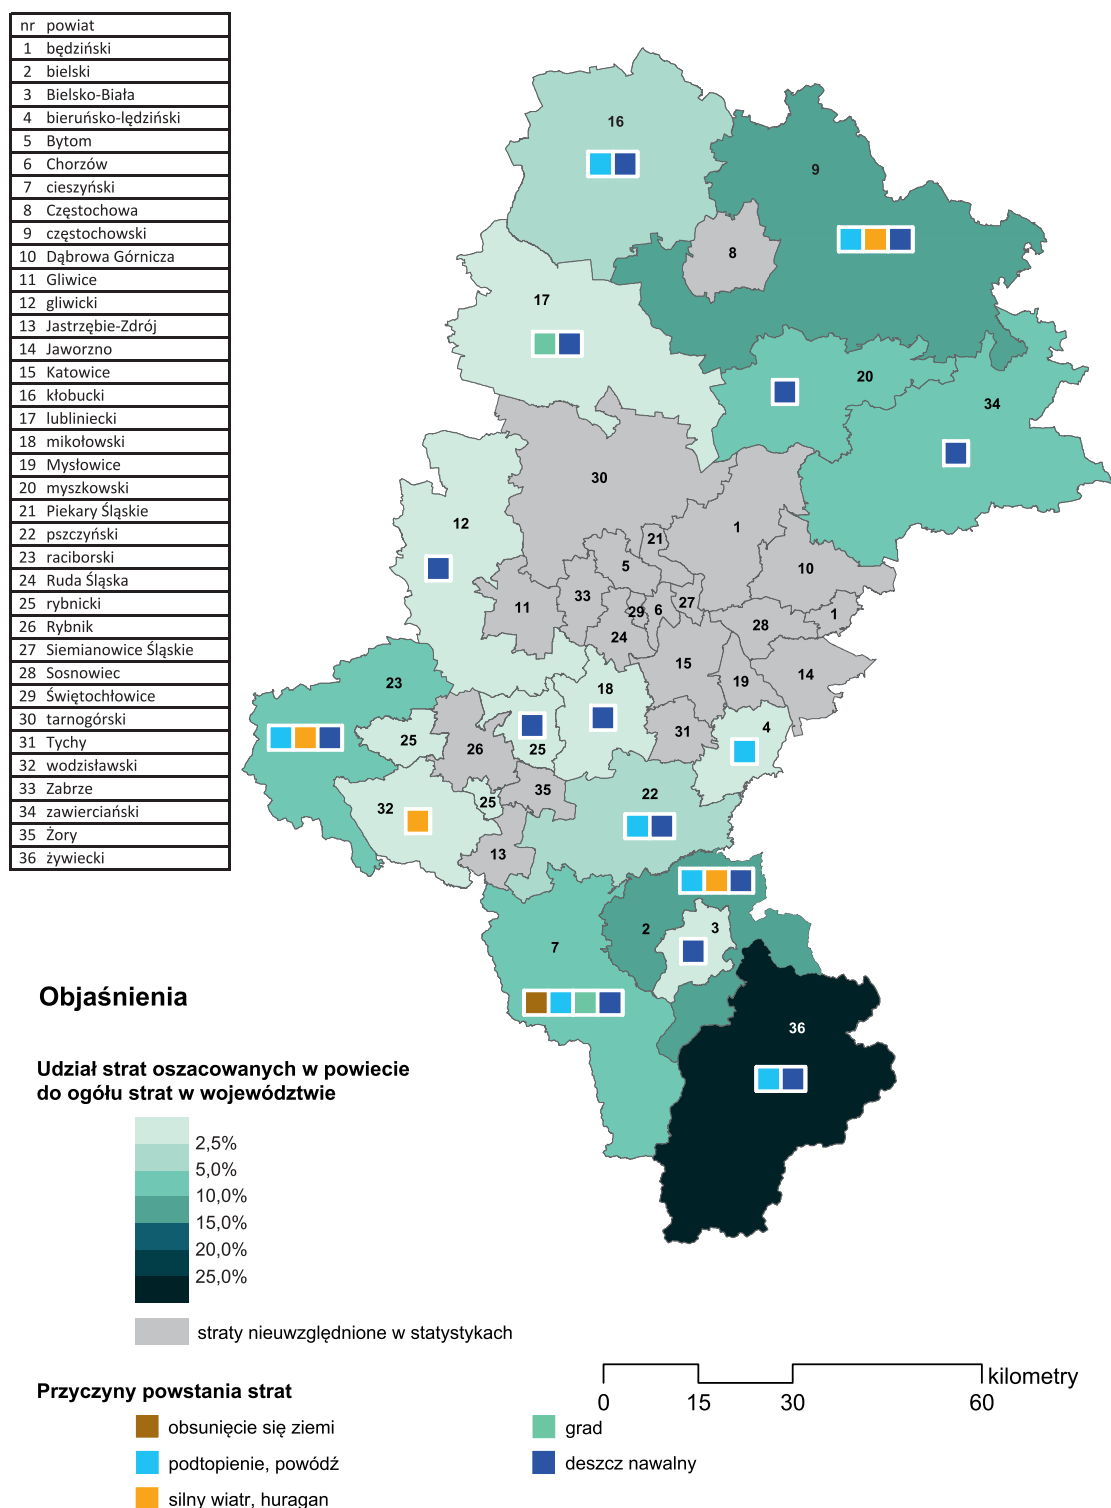 nr powiat
1 będziński
2 bielski
3 Bielsko-Biała
4 bieruńsko-lędziński
5 Bytom
6 Chorzów
7 cieszyński
8 Częstochowa
9 częstochowski
10 Dąbrowa Górnicza
11 Gliwice
12 gliwicki
13 Jastrzębie-Zdrój
14 Jaworzno
15 Katowice
16 kłobucki
17 lubliniecki
18 mikołowski
19 Mysłowice
20 myszkowski
21 Piekary Śląskie
22 pszczyński
23 raciborski
24 Ruda Śląska
25 rybnicki
26 Rybnik
27 Siemianowice Śląskie
28 Sosnowiec
29 Świętochłowice
30 tarnogórski
31 Tychy
32 wodzisławski
33 Zabrze
34 zawierciański
35 Żory
36 żywiecki
16
9
8
17
20
34
30
12
1
21
5
10
33
11
29
6
27
1
24
28
15
14
23
18
19
4
31
25
26
25
35
22
32
25
13
3
2
7
36
Objaśnienia
Udział strat oszacowanych w powiecie
do ogółu strat w województwie
2,5%
5,0%
10,0%
15,0%
20,0%
25,0%
straty nieuwzględnione w statystykach
kilometry
0 15 30 60
Przyczyny powstania strat
obsunięcie się ziemi
podtopienie, powódź
silny wiatr, huragan
grad
deszcz nawalny